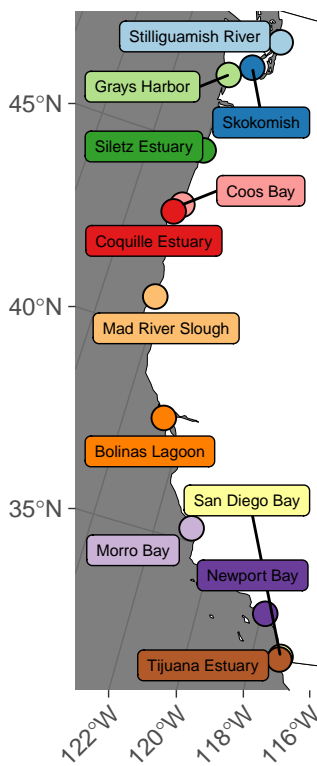 Stilliguamish River
Grays Harbor
45°N
Skokomish
Siletz Estuary
Coos Bay
Coquille Estuary
40°N
Mad River Slough
Bolinas Lagoon
San Diego Bay
35°N
Morro Bay
Newport Bay
Tijuana Estuary
122°W
120°W
118°W
116°W